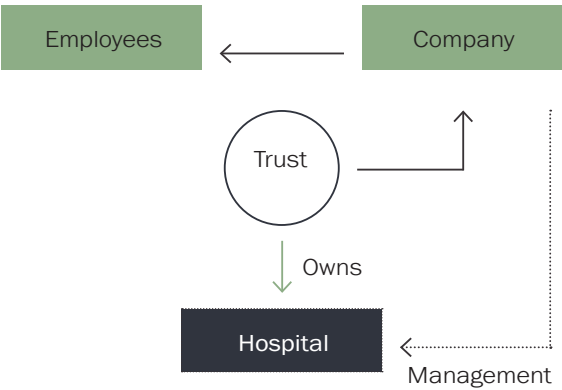 Employees
Company
Trust
Owns
Hospital
Management